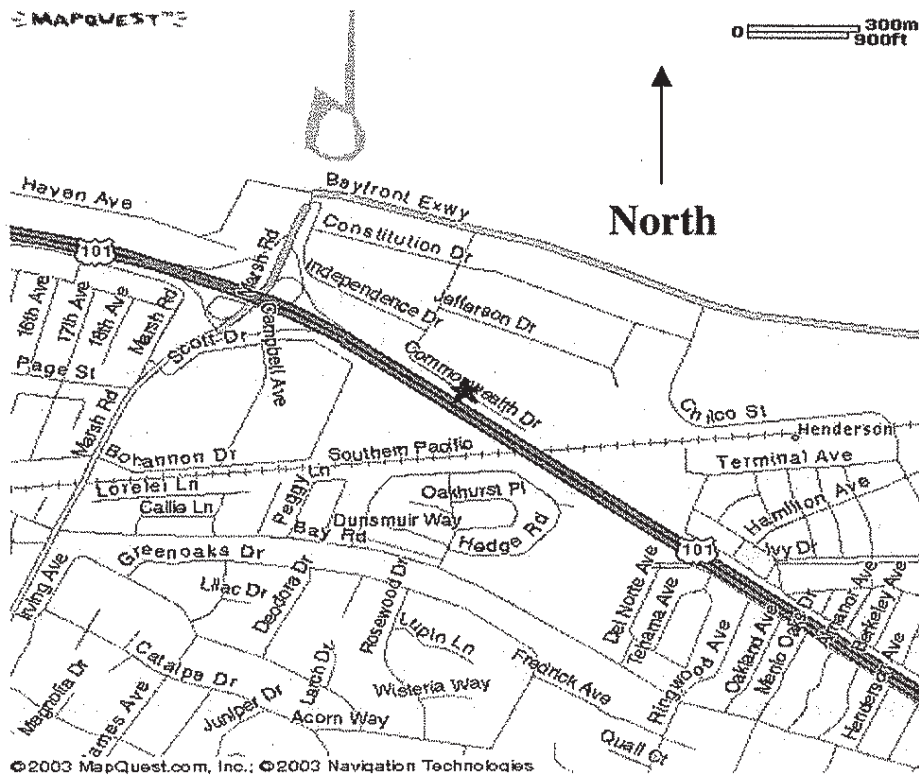 MAPQUEST
0 300m
900ft
North
Haven Ave
Bayfront Expwy
Constitution Dr
Marsh Rd
101
Independence Dr
Jefferson Dr
16th Ave
17th Ave
18th Ave
Marsh Rd
Scott Dr
Campbell Ave
Page St
Commonwealth Dr
Marsh Rd
Chilco St
Henderson
Bohannon Dr
Southern Pacific
Terminal Ave
Lorelei Ln
Peggy Ln
Oakhurst Pl
Callie Ln
Dunsmuir Way
Hamilton Ave
Bay Rd
Hedge Rd
Ivy Dr
Greenoaks Dr
101
Irving Ave
Lilac Dr
Deodora Dr
Rosewood Dr
Del Norte Ave
Tehama Ave
Lupin Ln
Ringwood Ave
Oakland Ave
Menlo Oaks Dr
Berkeley Ave
Catalpa Dr
Larch Dr
Fredrick Ave
Magnolia Dr
Wisteria Way
Henderson Ave
James Ave
Juniper Dr
Acorn Way
Quail Ct
©2003 MapQuest.com, Inc.; ©2003 Navigation Technologies